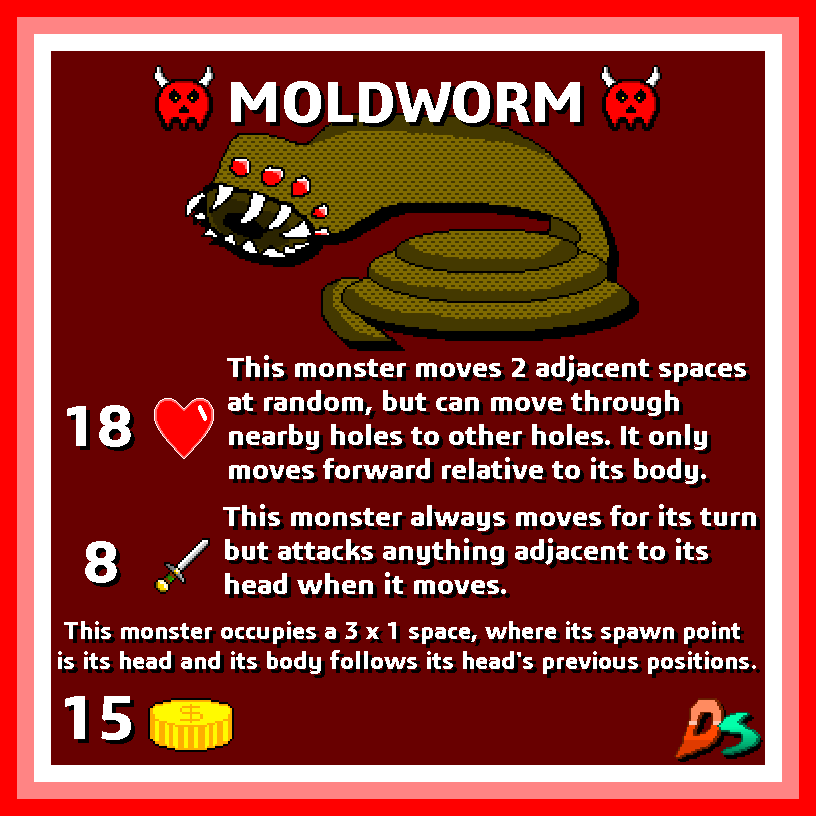 MOLDWORM
This monster moves 2 adjacent spaces
at random, but can move through
nearby holes to other holes. It only
moves forward relative to its body.
18
This monster always moves for its turn
but attacks anything adjacent to its
head when it moves.
8
This monster occupies a 3 x 1 space, where its spawn point
is its head and its body follows its head's previous positions.
15
$
DS